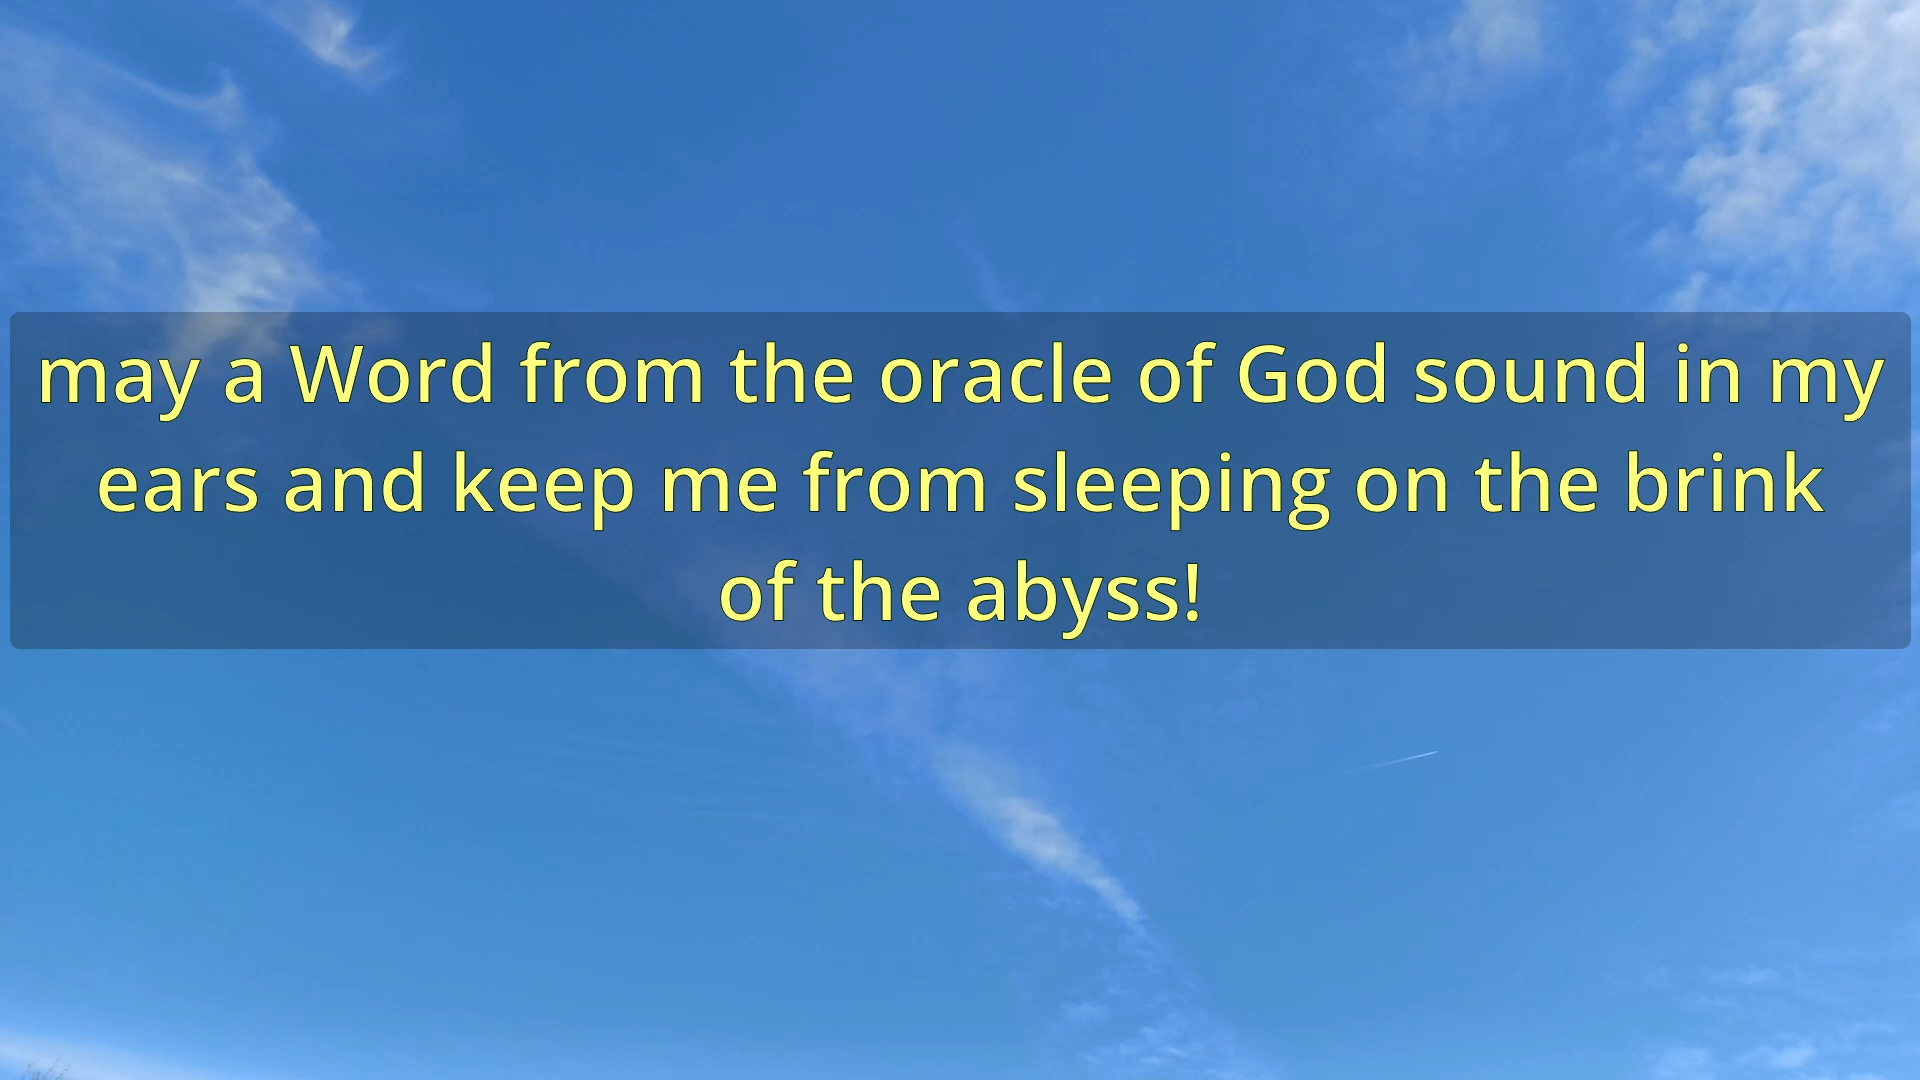 may a Word from the oracle of God sound in my
ears and keep me from sleeping on the brink
of the abyss!